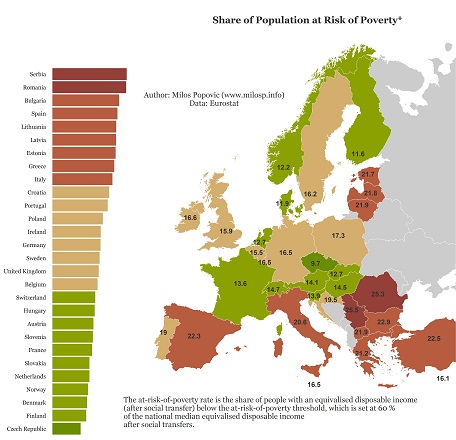 Share of Population at Risk of Poverty*
Author: Milos Popovic (www.milosp.info)
Data: Eurostat
Serbia
Romania
Bulgaria
Spain
Lithuania
Latvia
Estonia
Greece
Italy
Croatia
Portugal
Poland
Ireland
Germany
Sweden
United Kingdom
Belgium
Switzerland
Hungary
Austria
Slovenia
France
Slovakia
Netherlands
Norway
Denmark
Finland
Czech Republic
11.6
12.2
21.7
21.8
11.9
16.2
21.9
16.6
15.9
12.7
17.3
15.5
16.5
16.5
9.7
12.7
13.6
14.7
14.1
14.5
13.9
19.5
25.3
25.5
19
22.3
20.6
22.9
21.9
22.5
21.2
16.5
16.1
The at-risk-of-poverty rate is the share of people with an equivalised disposable income
(after social transfer) below the at-risk-of-poverty threshold, which is set at 60 %
of the national median equivalised disposable income
after social transfers.